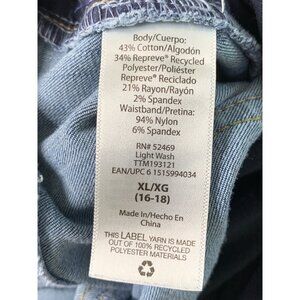 Body/Cuerpo:
43% Cotton/Algodón
34% Repreve® Recycled
Polyester/Poliéster
Repreve® Reciclado
21% Rayon/Rayón
2% Spandex
Waistband/Pretina:
94% Nylon
6% Spandex
RN# 52469
Light Wash
TTM193121
EAN/UPC 6 1515994034
XL/XG
(16-18)
Made In/Hecho En
China
This LABEL YARN IS MADE
OUT OF 100% RECYCLED
POLYESTER MATERIALS